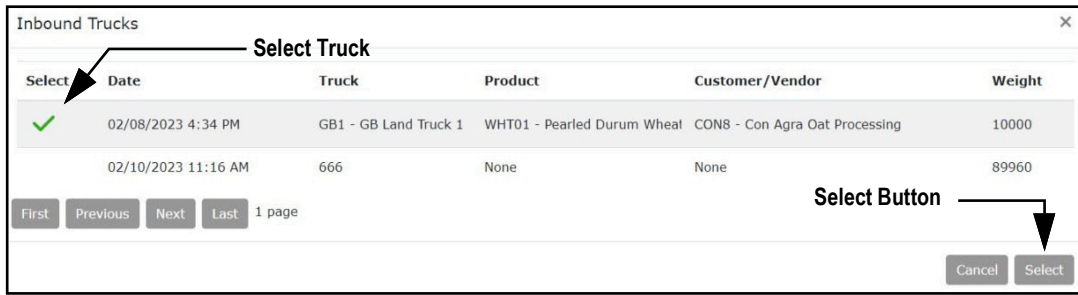 Inbound Trucks ×
Select Truck
Select Date Truck Product Customer/Vendor Weight
02/08/2023 4:34 PM GB1 - GB Land Truck 1 WHT01 - Pearled Durum Wheat CON8 - Con Agra Oat Processing 10000
02/10/2023 11:16 AM 666 None None 89960
Select Button
First Previous Next Last 1 page
Cancel Select